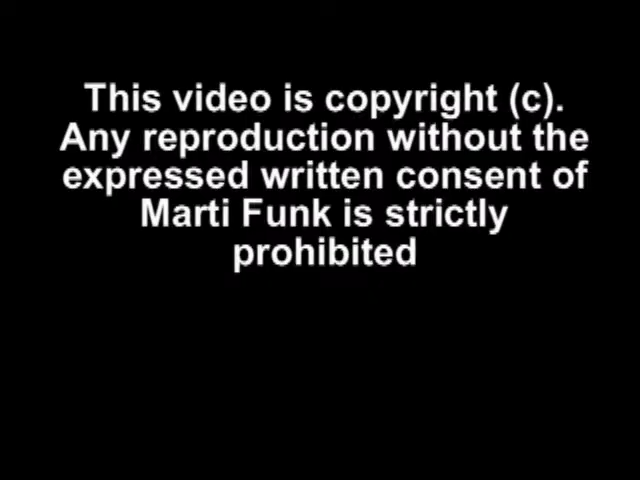 This video is copyright (c).
Any reproduction without the
expressed written consent of
Marti Funk is strictly
prohibited